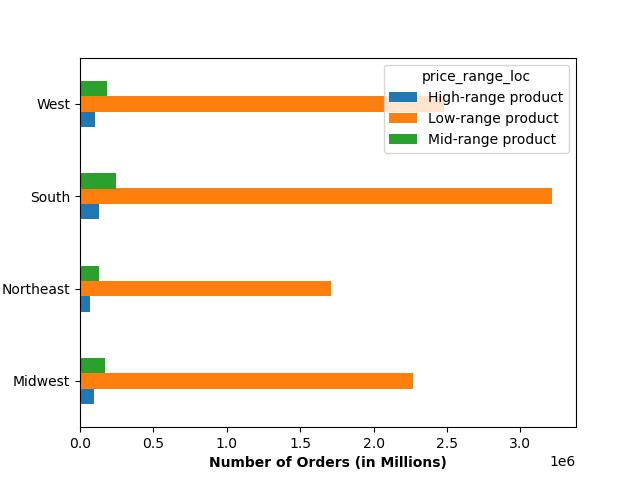 price_range_loc
High-range product
Low-range product
Mid-range product
West
South
Northeast
Midwest
0.0 0.5 1.0 1.5 2.0 2.5 3.0
1e6
Number of Orders (in Millions)